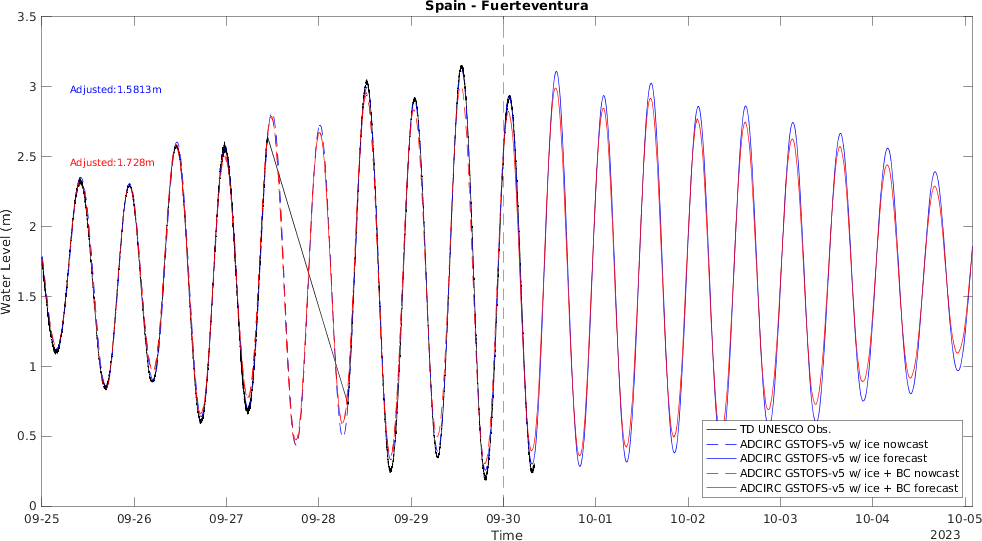 Spain - Fuerteventura
3.5
3
2.5
2
1.5
1
0.5
0
Water Level (m)
Adjusted:1.5813m
Adjusted:1.728m
TD UNESCO Obs.
ADCIRC GSTOFS-v5 w/ ice nowcast
ADCIRC GSTOFS-v5 w/ ice forecast
ADCIRC GSTOFS-v5 w/ ice + BC nowcast
ADCIRC GSTOFS-v5 w/ ice + BC forecast
09-25 09-26 09-27 09-28 09-29 09-30 10-01 10-02 10-03 10-04 10-05
Time
2023